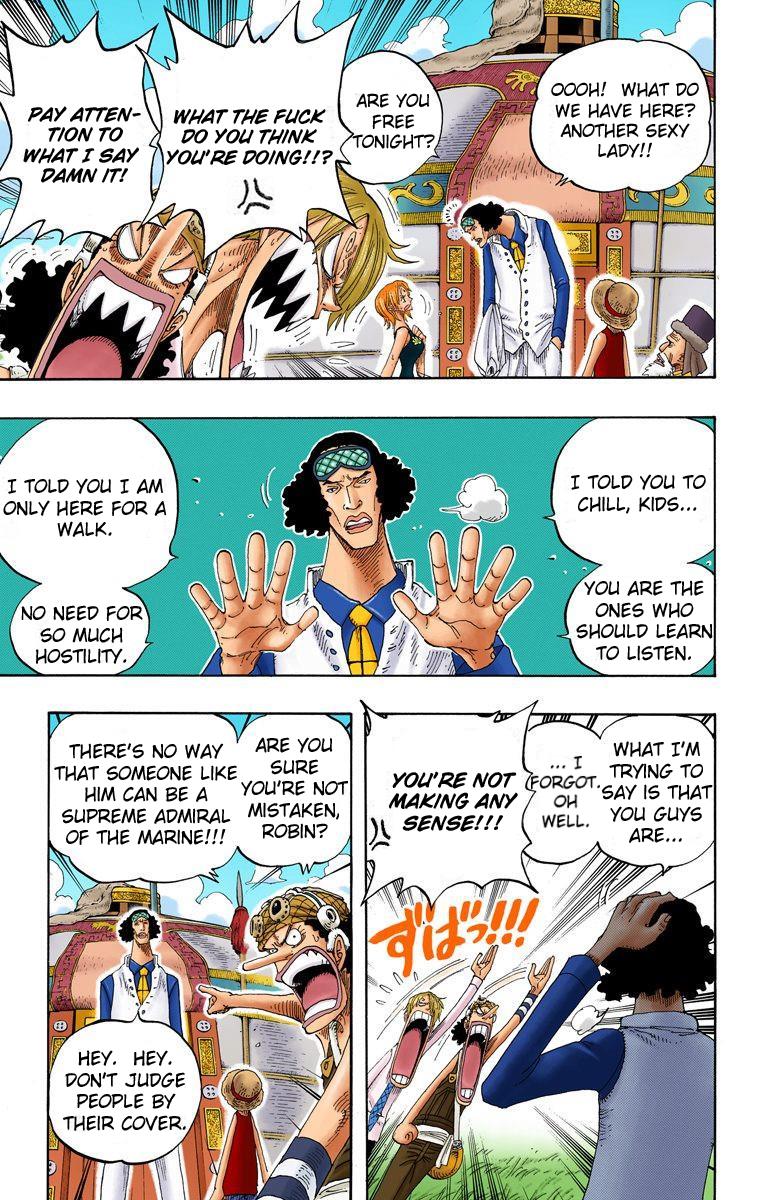 OOOH! WHAT DO
WE HAVE HERE?
ANOTHER SEXY
LADY!!
ARE YOU
FREE
TONIGHT?
WHAT THE FUCK
DO YOU THINK
YOU'RE DOING!!?
PAY ATTEN-
TION TO
WHAT I SAY
DAMN IT!
I TOLD YOU TO
CHILL, KIDS...
YOU ARE THE
ONES WHO
SHOULD LEARN
TO LISTEN.
I TOLD YOU I AM
ONLY HERE FOR A
WALK.
NO NEED FOR
SO MUCH
HOSTILITY.
WHAT I'M
TRYING TO
SAY IS THAT
YOU GUYS
ARE...
... I
FORGOT.
OH
WELL.
YOU'RE NOT
MAKING ANY
SENSE!!!
ずばっ!!!
ARE YOU
SURE
YOU'RE NOT
MISTAKEN,
ROBIN?
THERE'S NO WAY
THAT SOMEONE LIKE
HIM CAN BE A
SUPREME ADMIRAL
OF THE MARINE!!!
HEY. HEY.
DON'T JUDGE
PEOPLE BY
THEIR COVER.